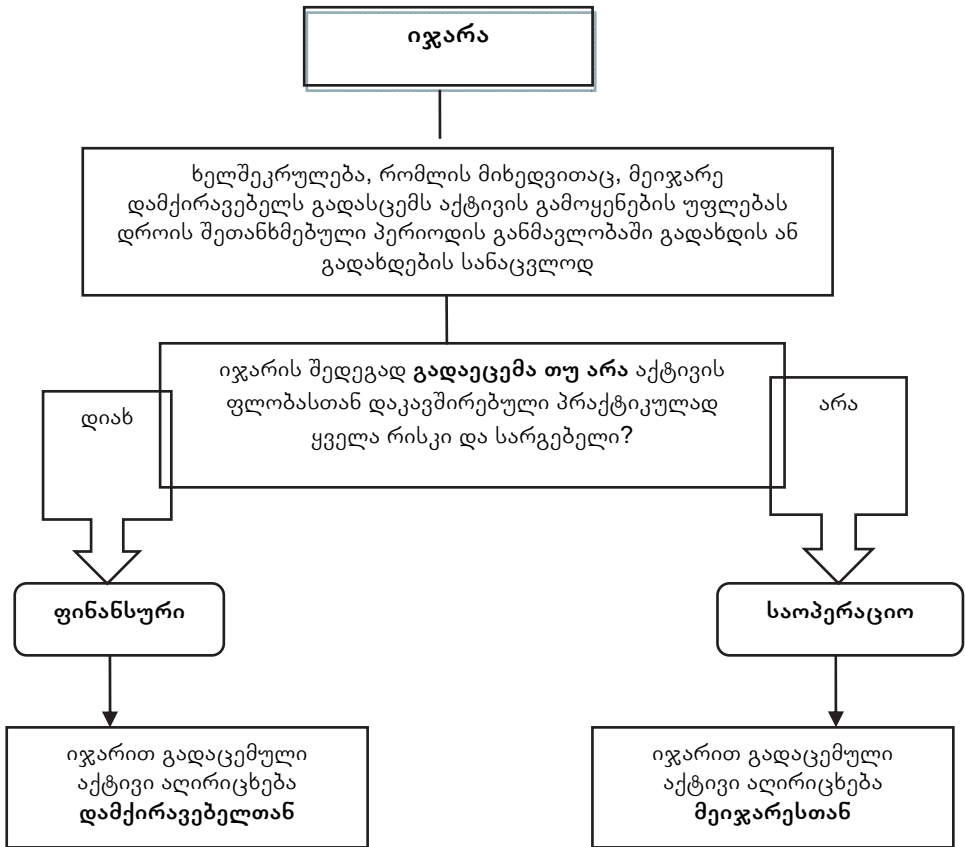 იჯარა
ხელშეკრულება, რომლის მიხედვითაც, მეიჯარე
დამქირავებელს გადასცემს აქტივის გამოყენების უფლებას
დროის შეთანხმებული პერიოდის განმავლობაში გადახდის ან
გადახდების სანაცვლოდ
იჯარის შედეგად გადაეცემა თუ არა აქტივის
ფლობასთან დაკავშირებული პრაქტიკულად
ყველა რისკი და სარგებელი?
დიახ
არა
ფინანსური
საოპერაციო
იჯარით გადაცემული
აქტივი აღირიცხება
დამქირავებელთან
იჯარით გადაცემული
აქტივი აღირიცხება
მეიჯარესთან